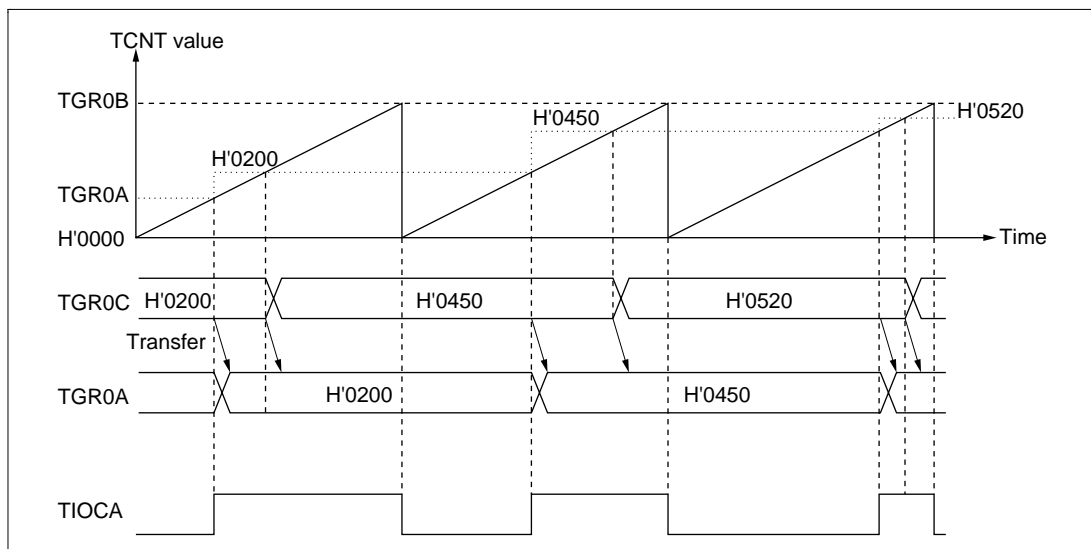 TCNT value
TGR0B
H'0520
H'0450
H'0200
TGR0A
H'0000
Time
TGR0C
H'0200
H'0450
H'0520
Transfer
TGR0A
H'0200
H'0450
TIOCA